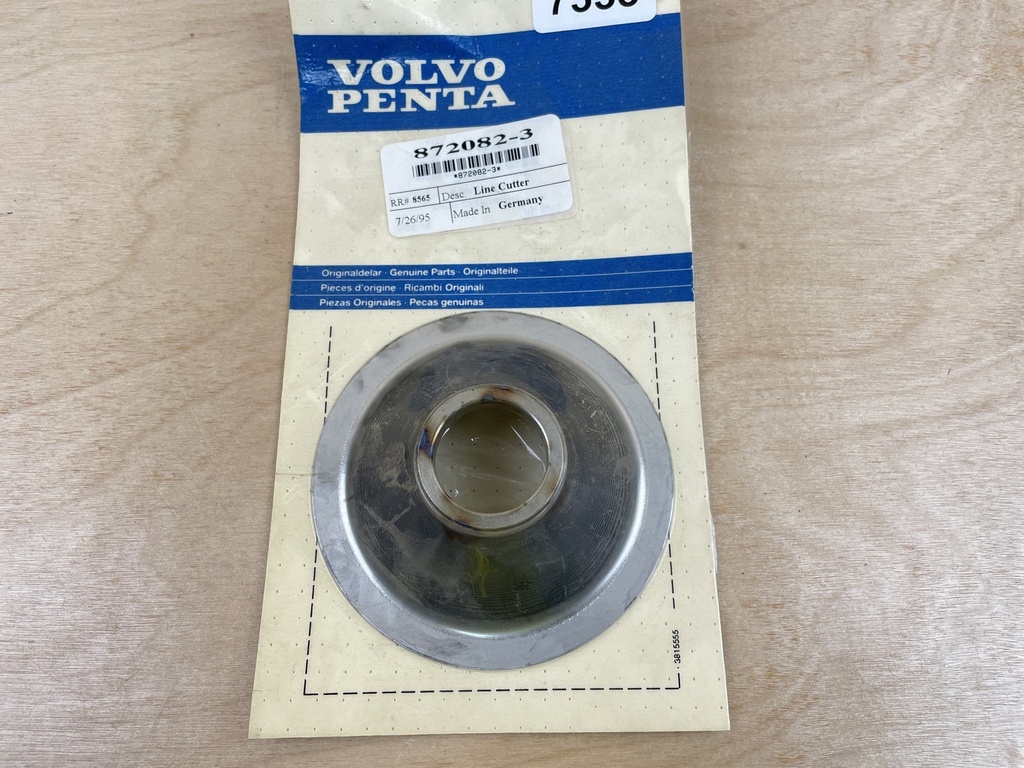 VOLVO
PENTA
872082-3
*872082-3*
RR# 8565 Desc Line Cutter
7/26/95 Made In Germany
Originaldelar · Genuine Parts · Originalteile
Pieces d'origine · Ricambi Originali
Piezas Originales · Pecas genuinas
3815555